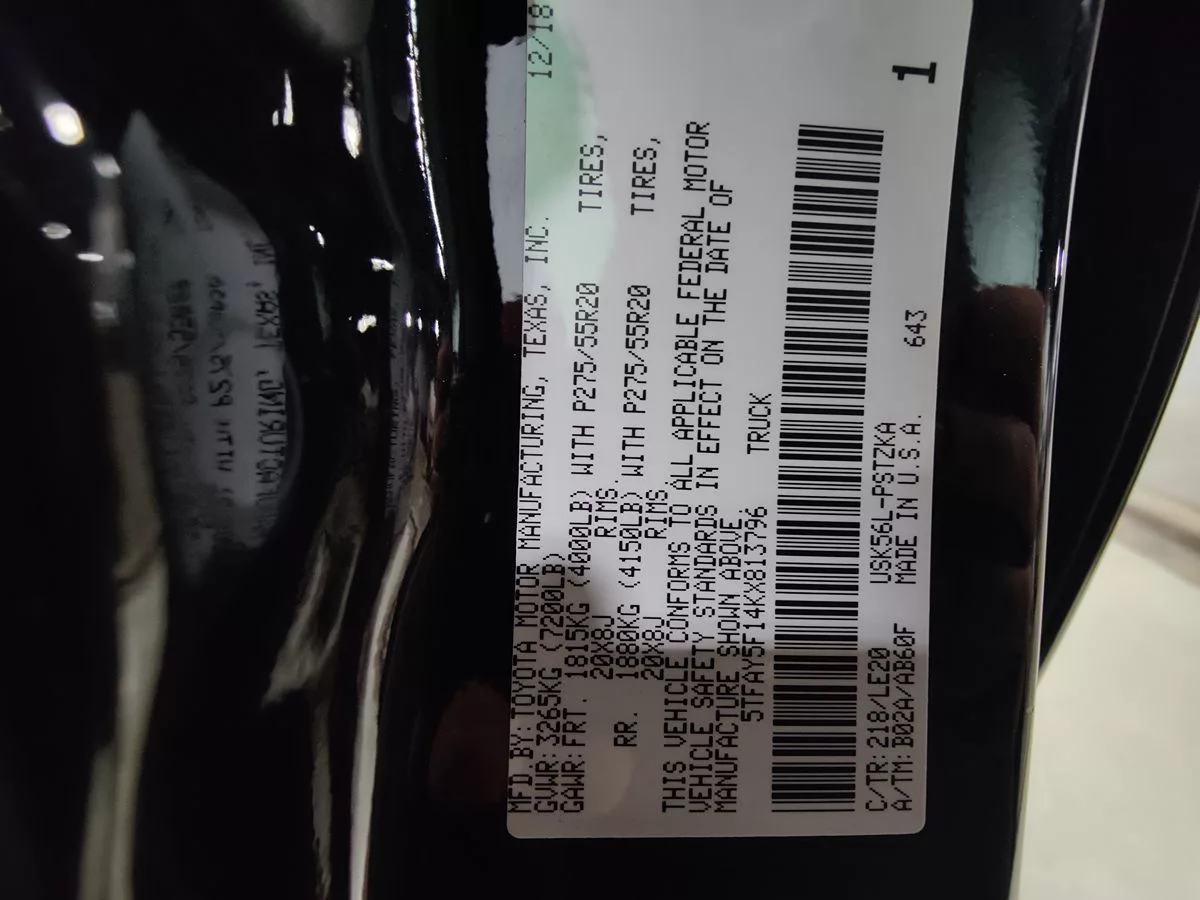 MFD.BY:TOYOTA MOTOR MANUFACTURING, TEXAS, INC. 12/18
GVWR:3265KG (7200LB)
GAWR:FRT. 1815KG (4000LB) WITH P275/55R20 TIRES,
20X8J RIMS,
RR. 1880KG (4150LB) WITH P275/55R20 TIRES,
20X8J RIMS,
THIS VEHICLE CONFORMS TO ALL APPLICABLE FEDERAL MOTOR
VEHICLE SAFETY STANDARDS IN EFFECT ON THE DATE OF
MANUFACTURE SHOWN ABOVE.
5TFAY5F14KX813796 TRUCK
C/TR:218/LE20 USK56L-PSTZKA 643
A/TM:B02A/AB60F MADE IN U.S.A.
1